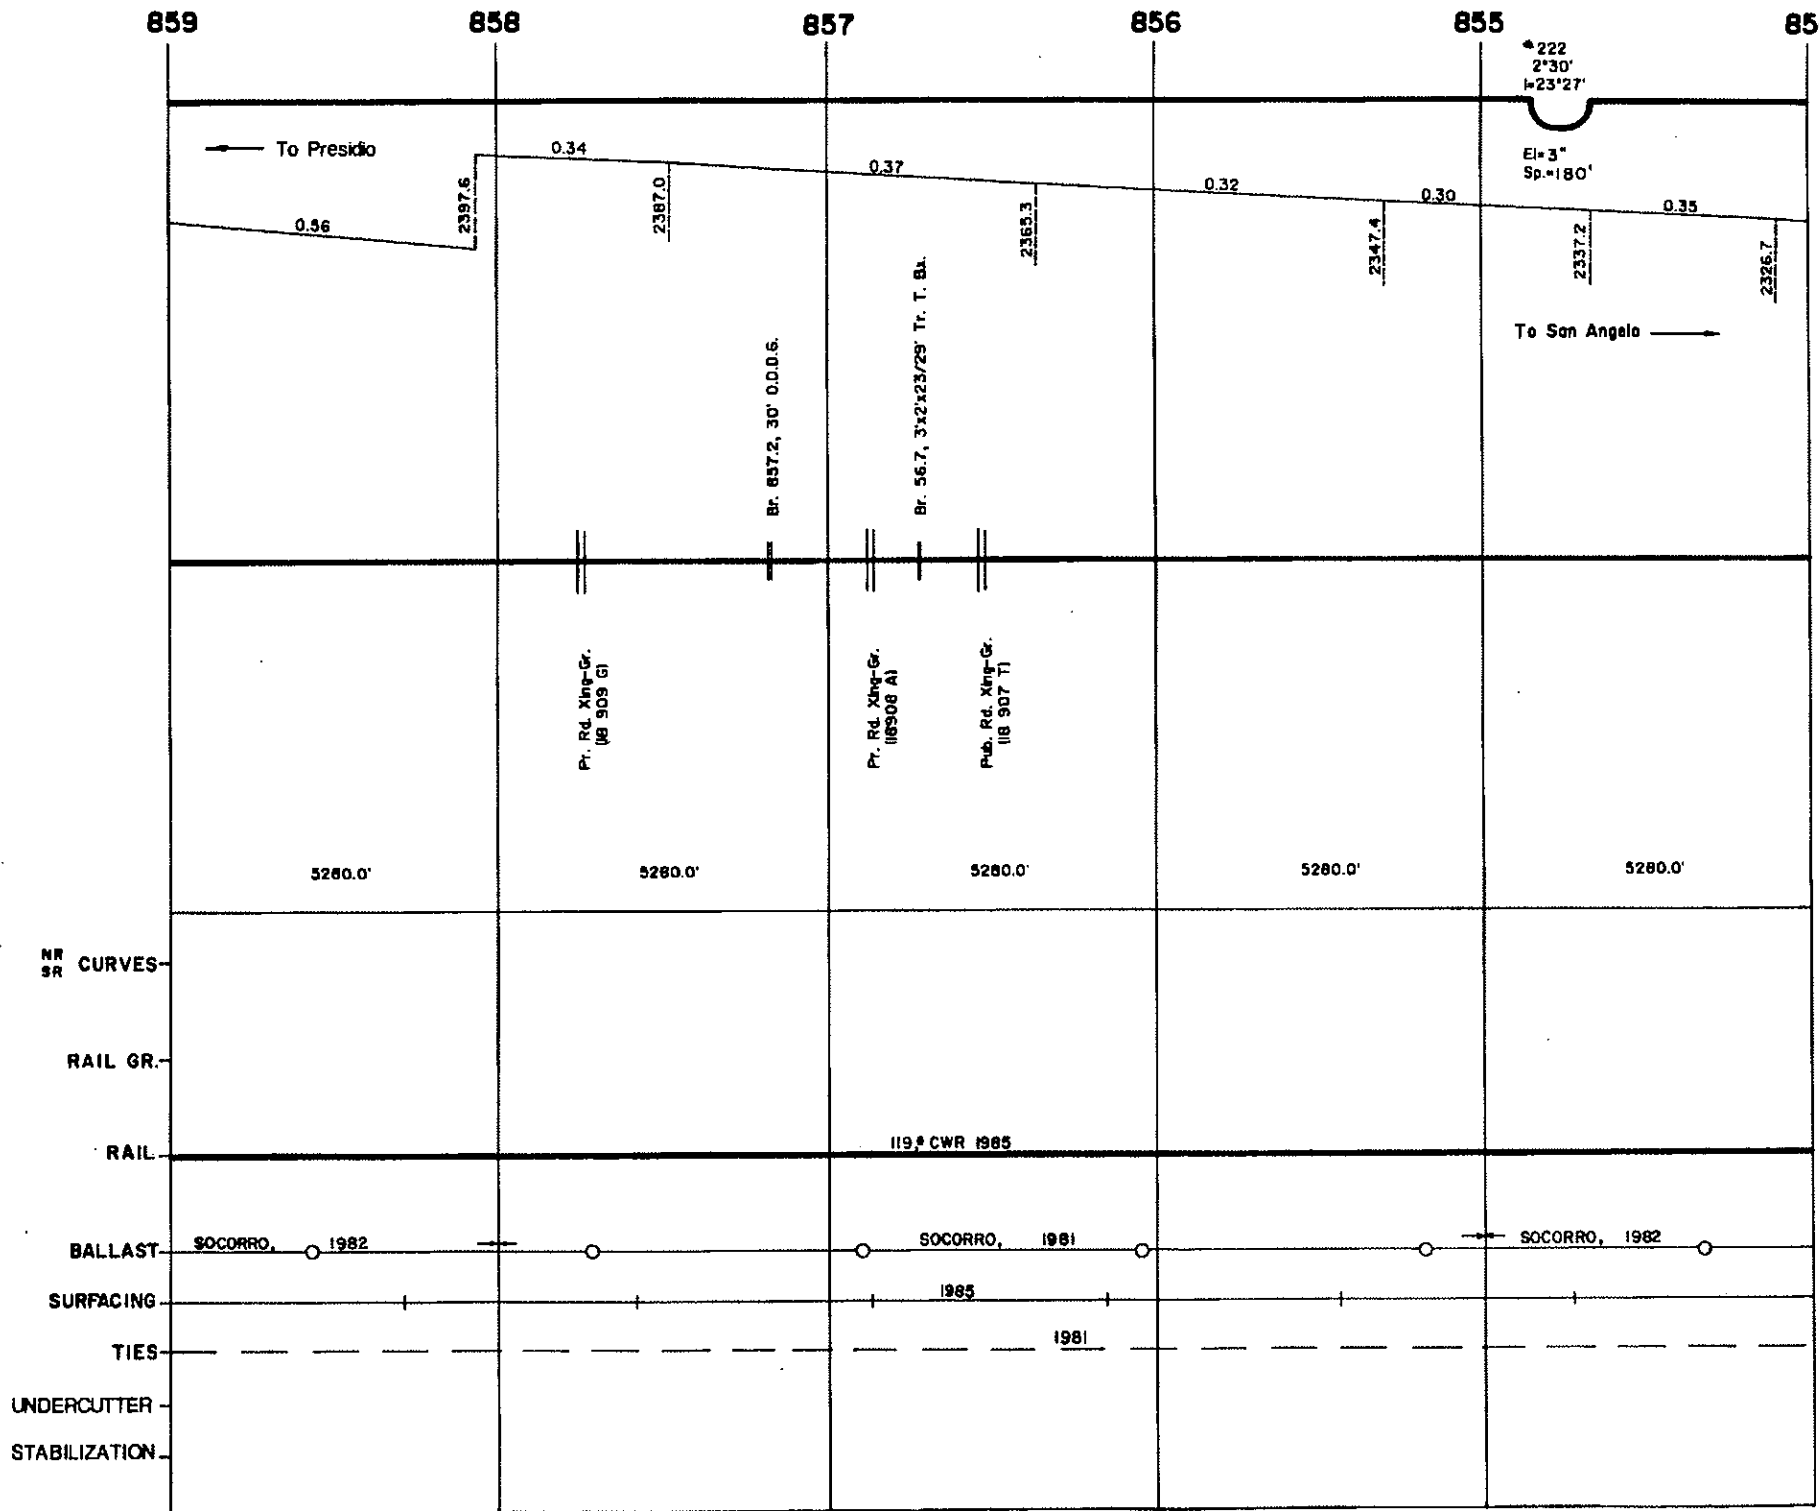 859 858 857 856 855 85
#222
2°30'
I=23°27'
To Presidio
0.34
0.37
El=3"
Sp.=180'
0.32
0.30
0.35
0.56
2397.6
2387.0
2365.3
2347.4
2337.2
2326.7
To San Angelo
Br. 857.2, 30' O.D.D.G.
Br. 56.7, 3'x2'x23/29' Tr. T. Bx.
Pr. Rd. Xing-Gr.
(18 909 G)
Pr. Rd. Xing-Gr.
(18908 A)
Pub. Rd. Xing-Gr.
(18 907 T)
5280.0' 5280.0' 5280.0' 5280.0' 5280.0'
NR
SR CURVES
RAIL GR.
RAIL 119,# CWR 1985
BALLAST SOCORRO, 1982 SOCORRO, 1981 SOCORRO, 1982
SURFACING 1985
TIES 1981
UNDERCUTTER
STABILIZATION